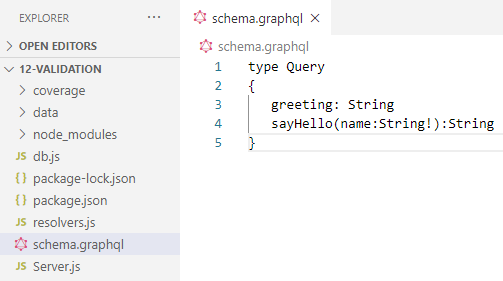 EXPLORER
OPEN EDITORS
12-VALIDATION
coverage
data
node_modules
JS db.js
{} package-lock.json
{} package.json
JS resolvers.js
schema.graphql
JS Server.js
schema.graphql
schema.graphql
1 type Query
2 {
3 greeting: String
4 sayHello(name:String!):String
5 }